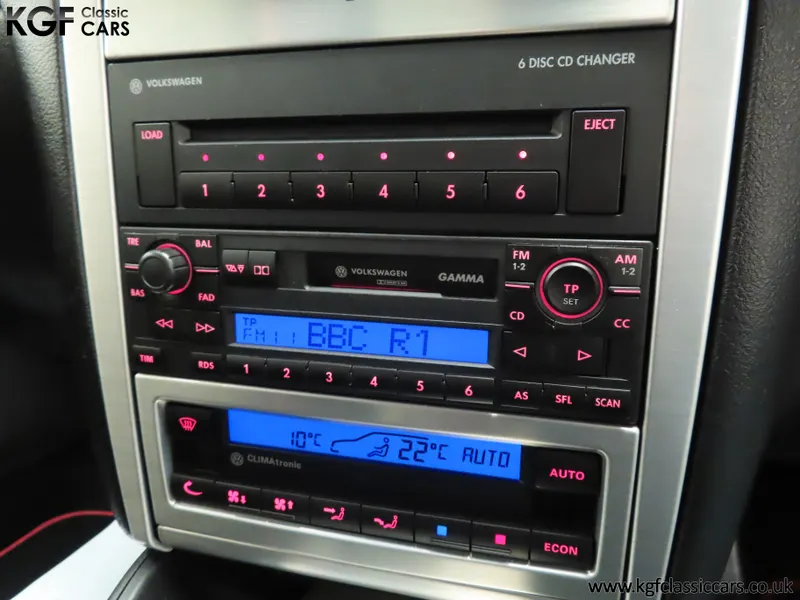 KGF Classic CARS
VOLKSWAGEN
6 DISC CD CHANGER
LOAD
EJECT
1 2 3 4 5 6
TRE BAL
BAS FAD
VOLKSWAGEN GAMMA
FM 1-2
AM 1-2
TP SET
CD CC
TP
FM11 BBC R1
TIM RDS 1 2 3 4 5 6 AS SFL SCAN
10°C 22°C AUTO
CLIMAtronic
AUTO
ECON
www.kgfclassiccars.co.uk